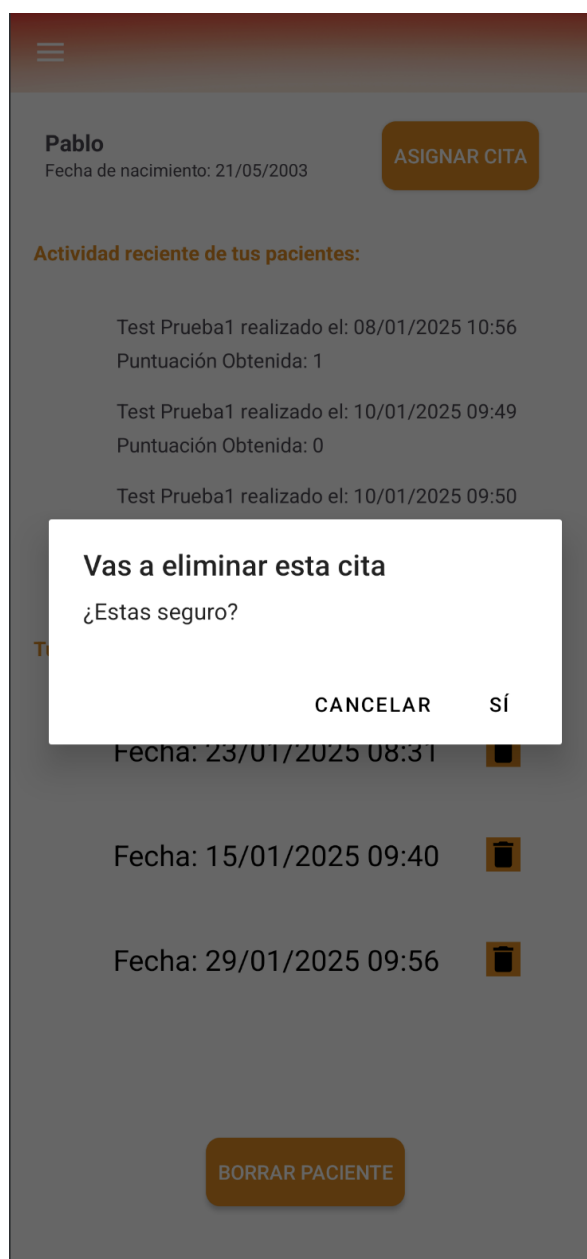 Pablo
Fecha de nacimiento: 21/05/2003
ASIGNAR CITA
Actividad reciente de tus pacientes:
Test Prueba1 realizado el: 08/01/2025 10:56
Puntuación Obtenida: 1
Test Prueba1 realizado el: 10/01/2025 09:49
Puntuación Obtenida: 0
Test Prueba1 realizado el: 10/01/2025 09:50
Vas a eliminar esta cita
¿Estas seguro?
CANCELAR SÍ
Fecha: 23/01/2025 08:31
Fecha: 15/01/2025 09:40
Fecha: 29/01/2025 09:56
BORRAR PACIENTE